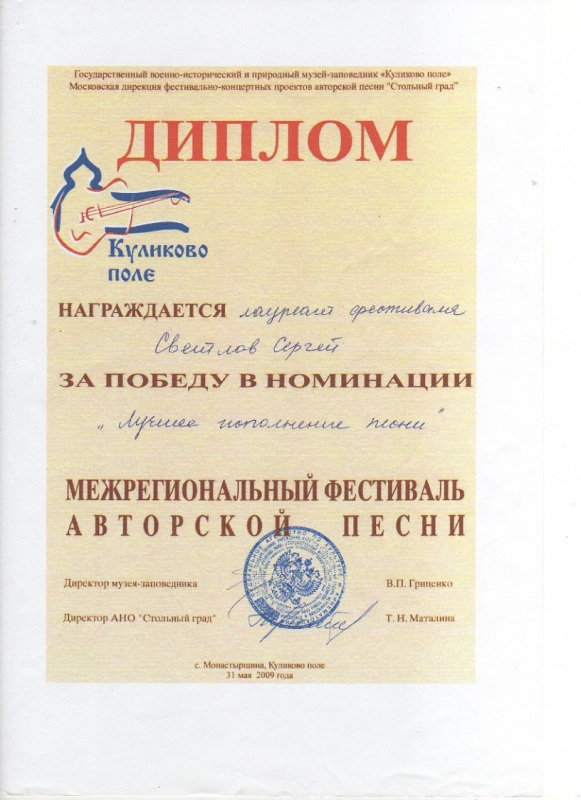 Государственный военно-исторический и природный музей-заповедник «Куликово поле»
Московская дирекция фестивально-концертных проектов авторской песни "Стольный град"
ДИПЛОМ
Куликово
поле
НАГРАЖДАЕТСЯ лауреат фестиваля
Светлов Сергей
ЗА ПОБЕДУ В НОМИНАЦИИ
„Лучшее исполнение песни"
МЕЖРЕГИОНАЛЬНЫЙ ФЕСТИВАЛЬ
АВТОРСКОЙ ПЕСНИ
Директор музея-заповедника В.П. Гриценко
Директор АНО "Стольный град" Т. Н. Маталина
с. Монастырщина, Куликово поле
31 мая 2009 года